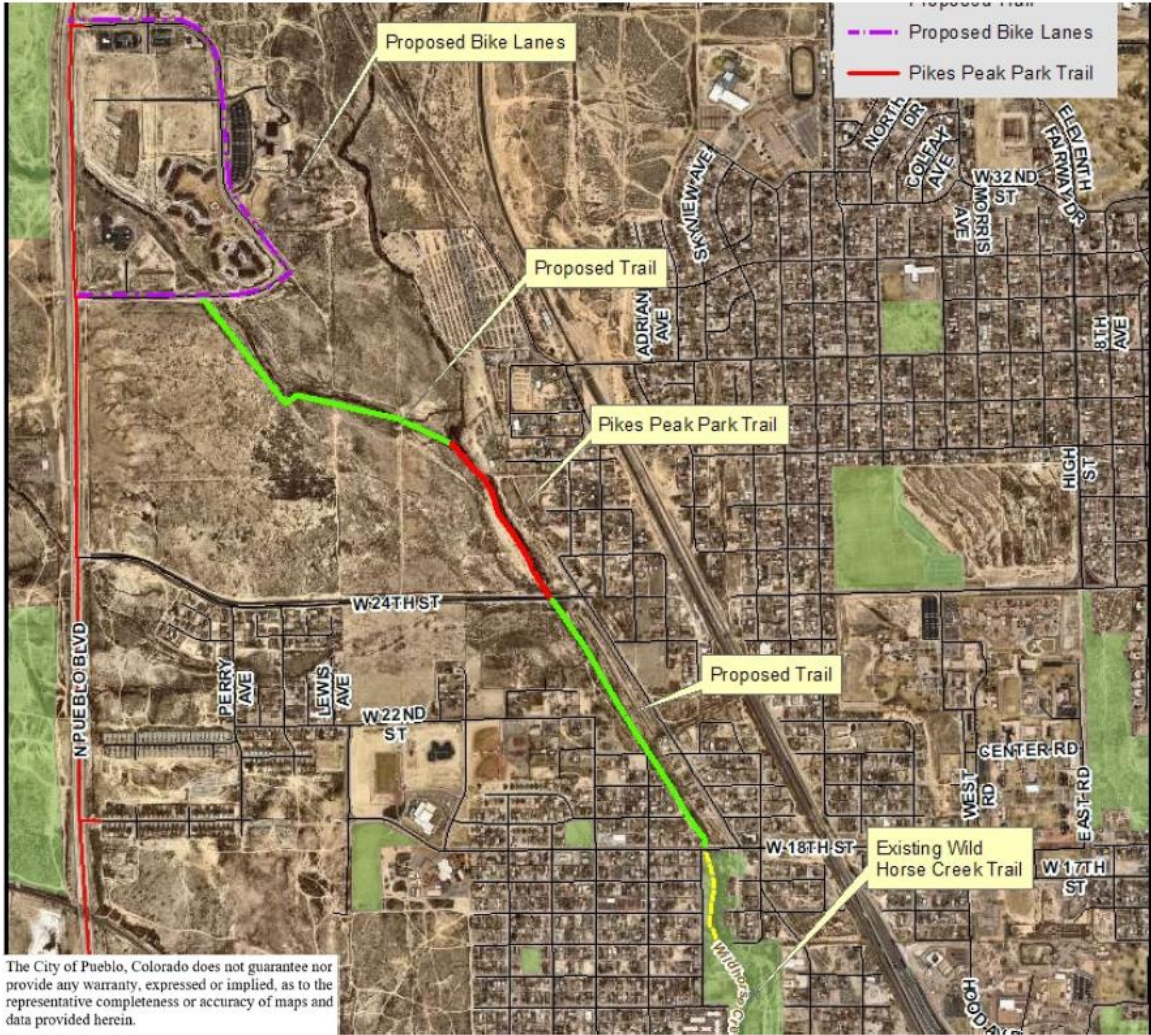 Proposed Trail
Proposed Bike Lanes
Pikes Peak Park Trail
Proposed Bike Lanes
NORTH
DR
COLFAX
AVE
ELEVENTH
FAIRWAY DR
W 32ND
ST
MORRIS
AVE
SKYVIEW AVE
Proposed Trail
ADRIAN
AVE
8TH
AVE
Pikes Peak Park Trail
HIGH
ST
W 24TH ST
N PUEBLO BLVD
PERRY
AVE
LEWIS
AVE
Proposed Trail
W 22ND
ST
CENTER RD
WEST
RD
EAST RD
W 18TH ST
Existing Wild
Horse Creek Trail
W 17TH
ST
The City of Pueblo, Colorado does not guarantee nor
provide any warranty, expressed or implied, as to the
representative completeness or accuracy of maps and
data provided herein.